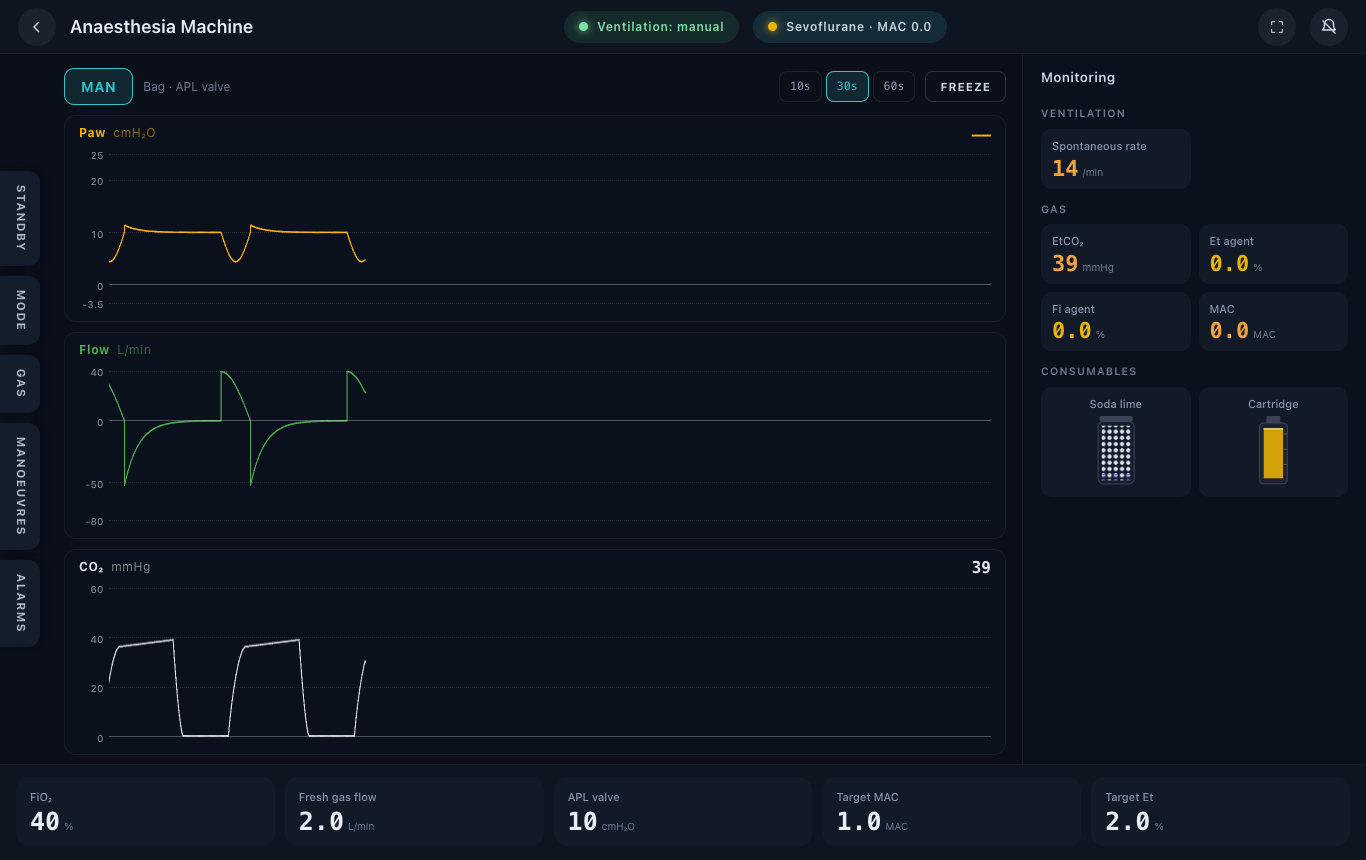 Anaesthesia Machine
Ventilation: manual
Sevoflurane · MAC 0.0
MAN
Bag · APL valve
10s
30s
60s
FREEZE
STANDBY
MODE
GAS
MANOEUVRES
ALARMS
Paw cmH₂O
25
20
10
0
-3.5
Flow L/min
40
0
-50
-80
CO₂ mmHg
39
60
40
20
0
Monitoring
VENTILATION
Spontaneous rate
14 /min
GAS
EtCO₂
39 mmHg
Et agent
0.0 %
Fi agent
0.0 %
MAC
0.0 MAC
CONSUMABLES
Soda lime
Cartridge
FiO₂
40 %
Fresh gas flow
2.0 L/min
APL valve
10 cmH₂O
Target MAC
1.0 MAC
Target Et
2.0 %